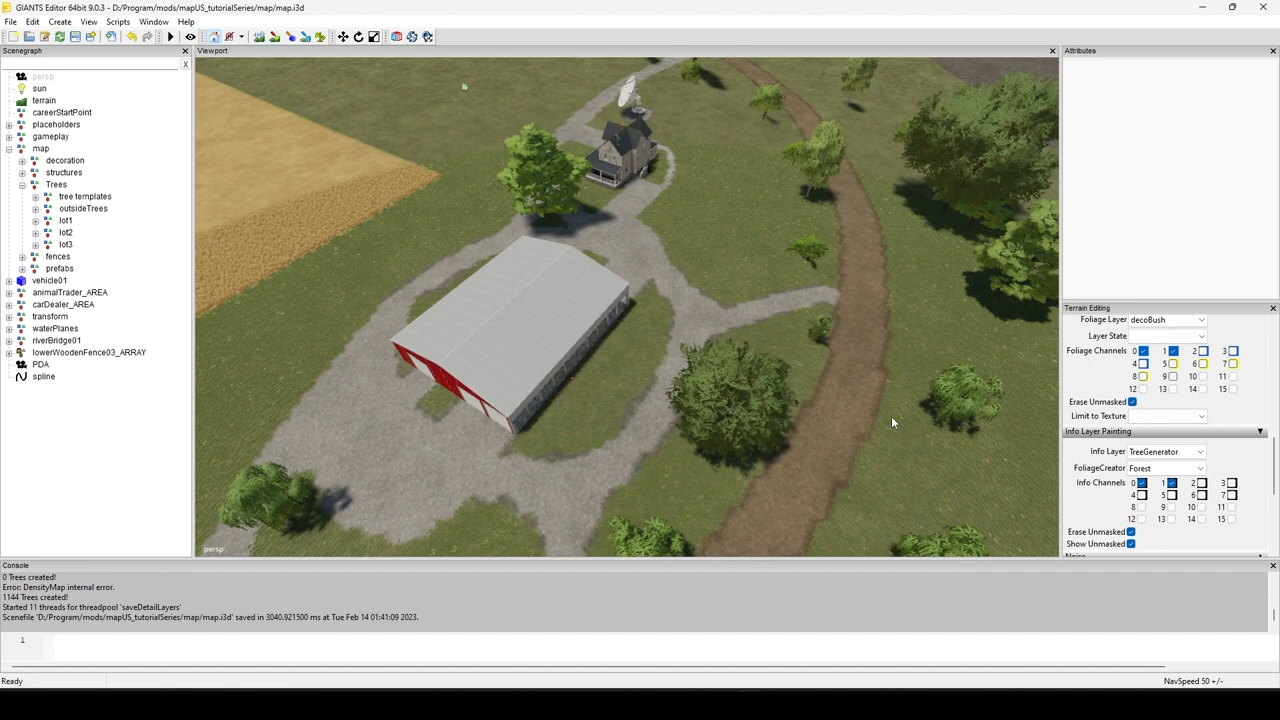 GIANTS Editor 64bit 9.0.3 - D:/Program/mods/mapUS_tutorialSeries/map/map.i3d
File Edit Create View Scripts Window Help
Scenegraph
X
persp
sun
terrain
careerStartPoint
placeholders
gameplay
map
decoration
structures
Trees
tree templates
outsideTrees
lot1
lot2
lot3
fences
prefabs
vehicle01
animalTrader_AREA
carDealer_AREA
transform
waterPlanes
riverBridge01
lowerWoodenFence03_ARRAY
PDA
spline
Viewport
persp
Attributes
Terrain Editing
Foliage Layer decoBush
Layer State
Foliage Channels 0 1 2 3
4 5 6 7
8 9 10 11
12 13 14 15
Erase Unmasked
Limit to Texture
Info Layer Painting
Info Layer TreeGenerator
FoliageCreator Forest
Info Channels 0 1 2 3
4 5 6 7
8 9 10 11
12 13 14 15
Erase Unmasked
Show Unmasked
Console
0 Trees created!
Error: DensityMap internal error.
1144 Trees created!
Started 11 threads for threadpool 'saveDetailLayers'
Scenefile 'D:/Program/mods/mapUS_tutorialSeries/map/map.i3d' saved in 3040.921500 ms at Tue Feb 14 01:41:09 2023.
1
Ready
NavSpeed 50 +/-